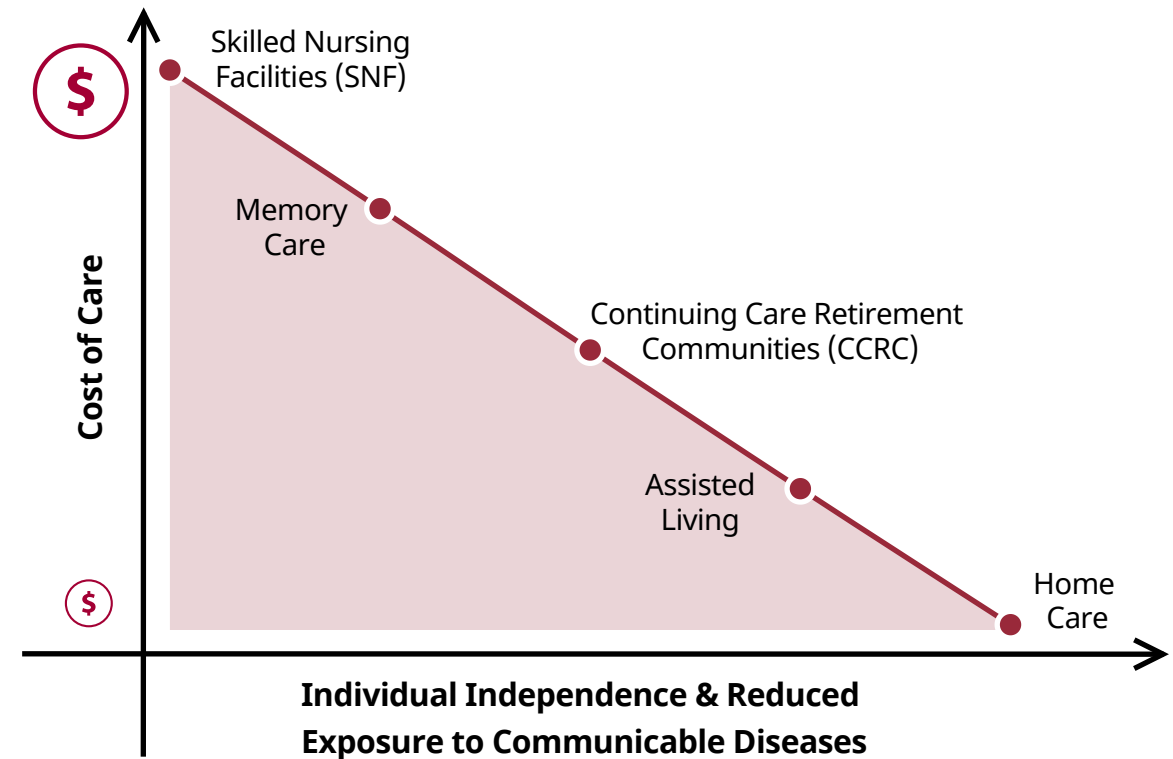 $
Skilled Nursing
Facilities (SNF)
Memory
Care
Continuing Care Retirement
Communities (CCRC)
Cost of Care
Assisted
Living
$
Home
Care
Individual Independence & Reduced
Exposure to Communicable Diseases